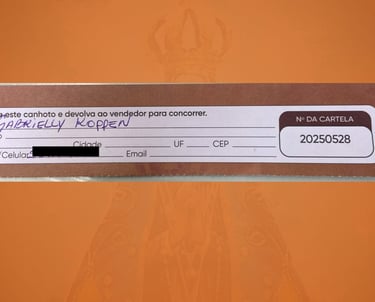 este canhoto e devolva ao vendedor para concorrer.
GABRIELLY KOPPEN
Nº DA CARTELA
20250528
Cidade UF CEP
/Celular Email